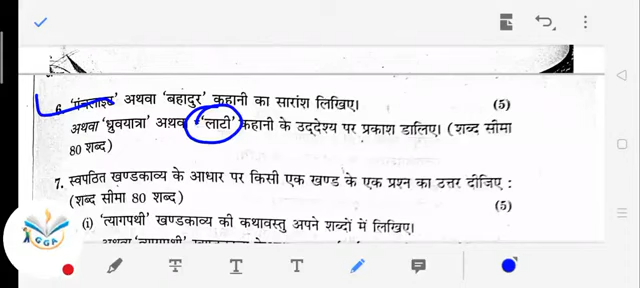 6. 'पंचलाइट' अथवा 'बहादुर' कहानी का सारांश लिखिए। (5)
अथवा 'ध्रुवयात्रा' अथवा 'लाटी' कहानी के उद्देश्य पर प्रकाश डालिए। (शब्द सीमा
80 शब्द)
7. स्वपठित खण्डकाव्य के आधार पर किसी एक खण्ड के एक प्रश्न का उत्तर दीजिए :
(शब्द सीमा 80 शब्द) (5)
(i) 'त्यागपथी' खण्डकाव्य की कथावस्तु अपने शब्दों में लिखिए।
GGA
T T T